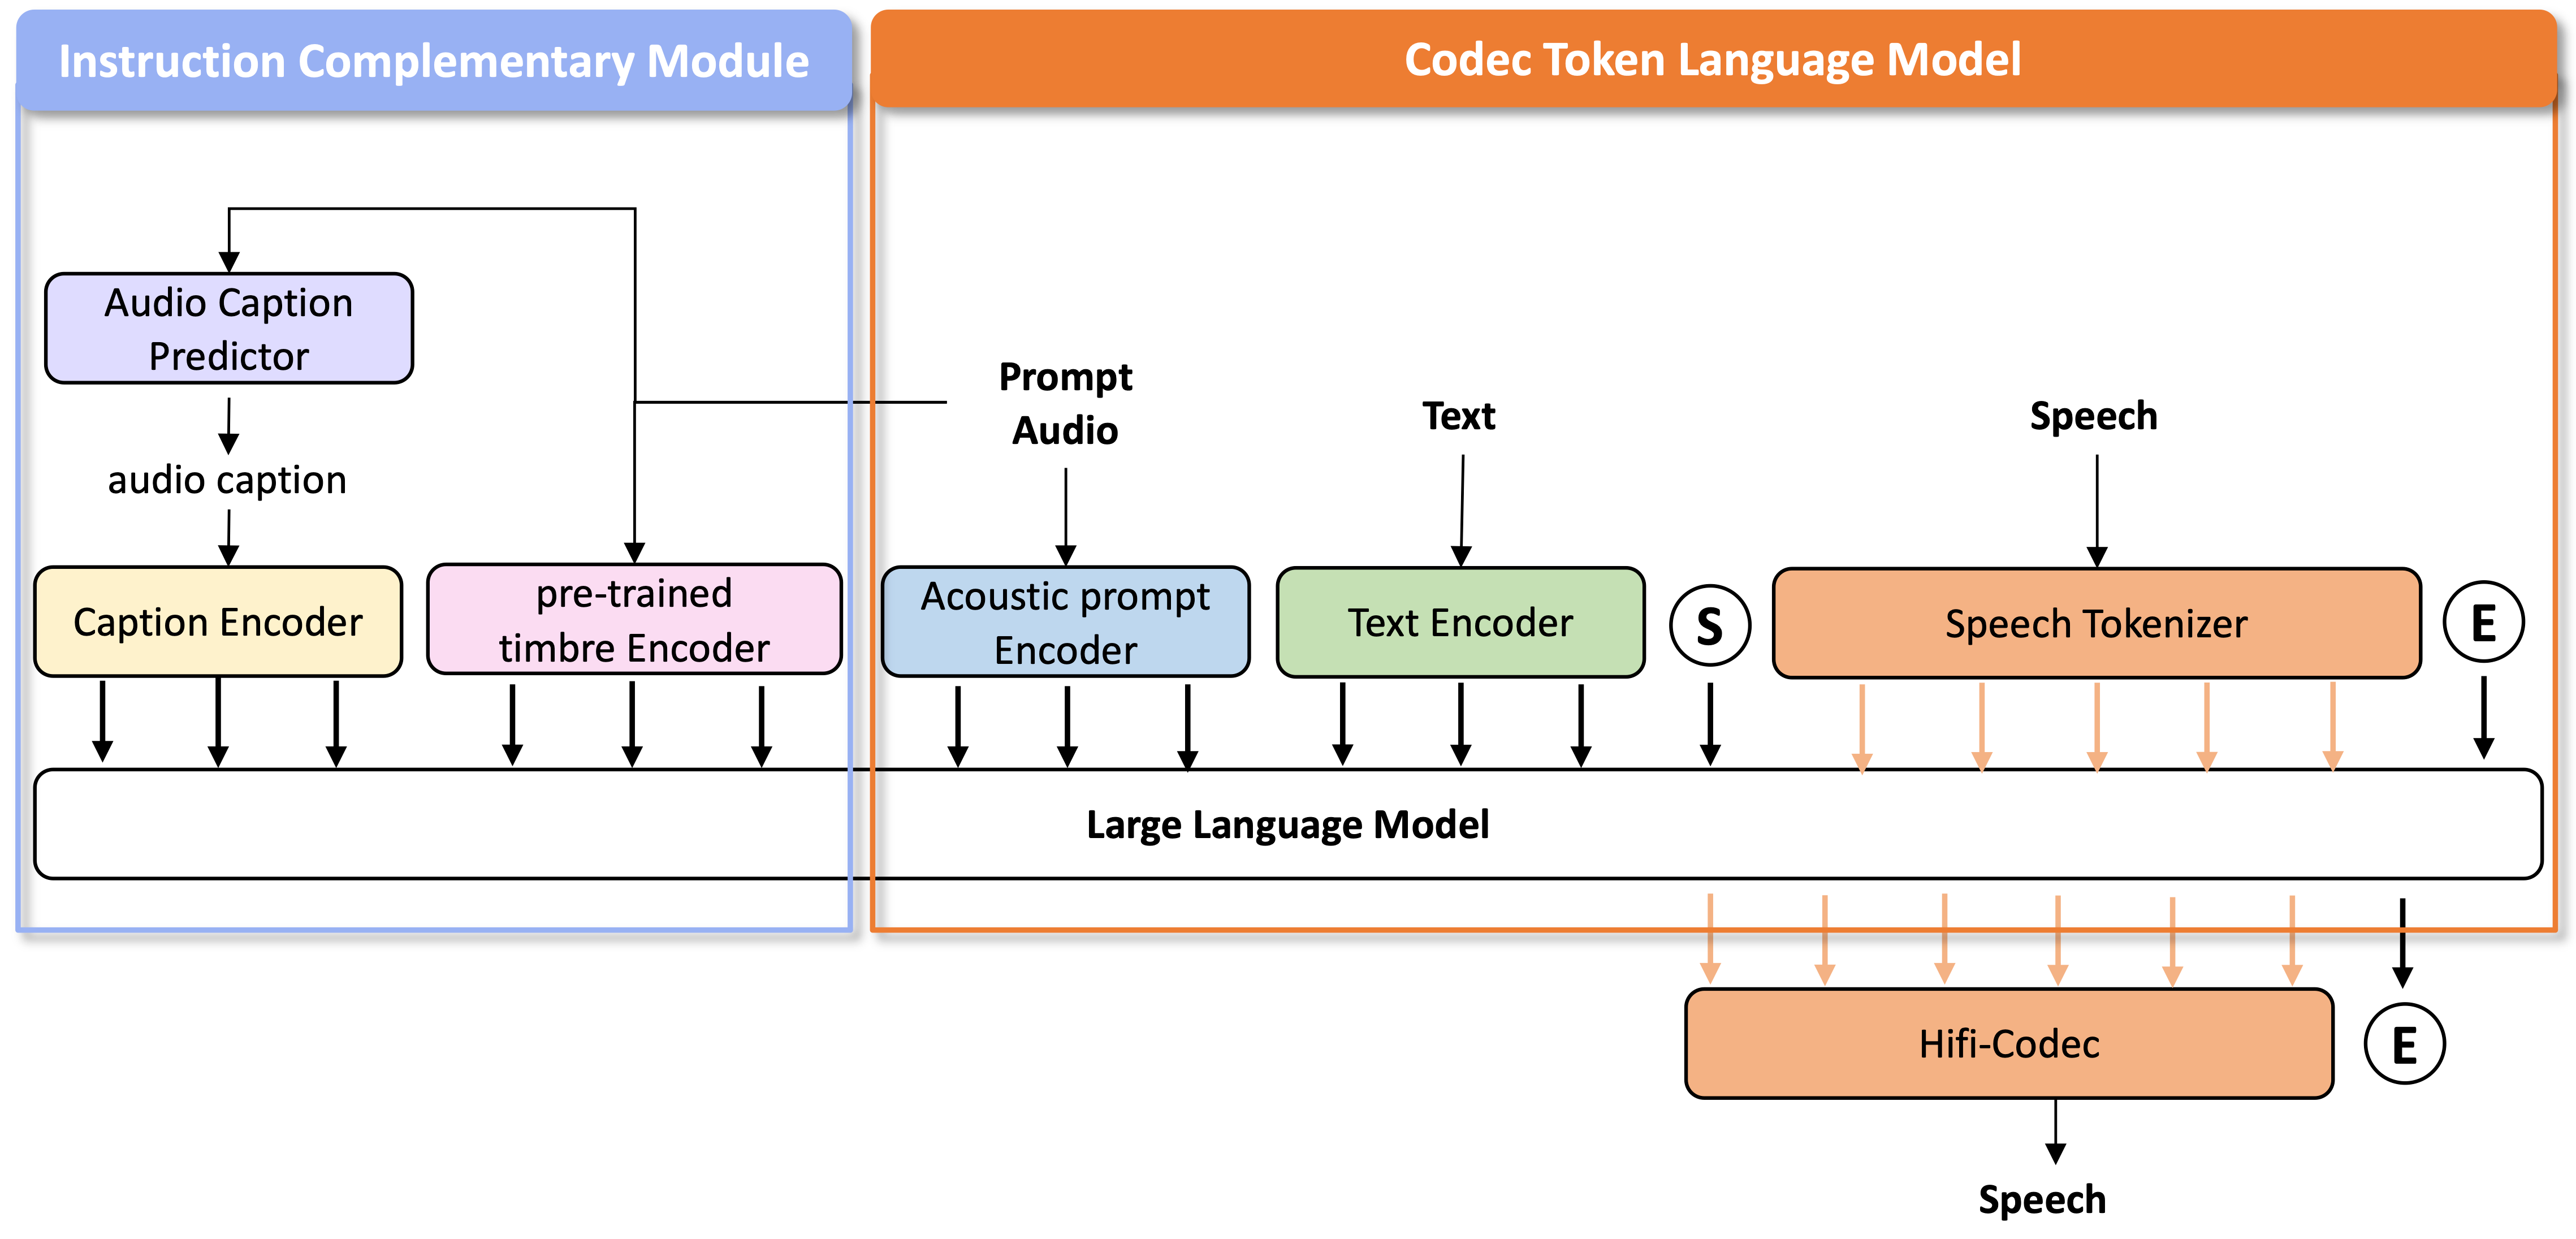 Instruction Complementary Module
Codec Token Language Model
Audio Caption
Predictor
audio caption
Caption Encoder
pre-trained
timbre Encoder
Prompt
Audio
Acoustic prompt
Encoder
Text
Text Encoder
S
Speech
Speech Tokenizer
E
Large Language Model
Hifi-Codec
E
Speech